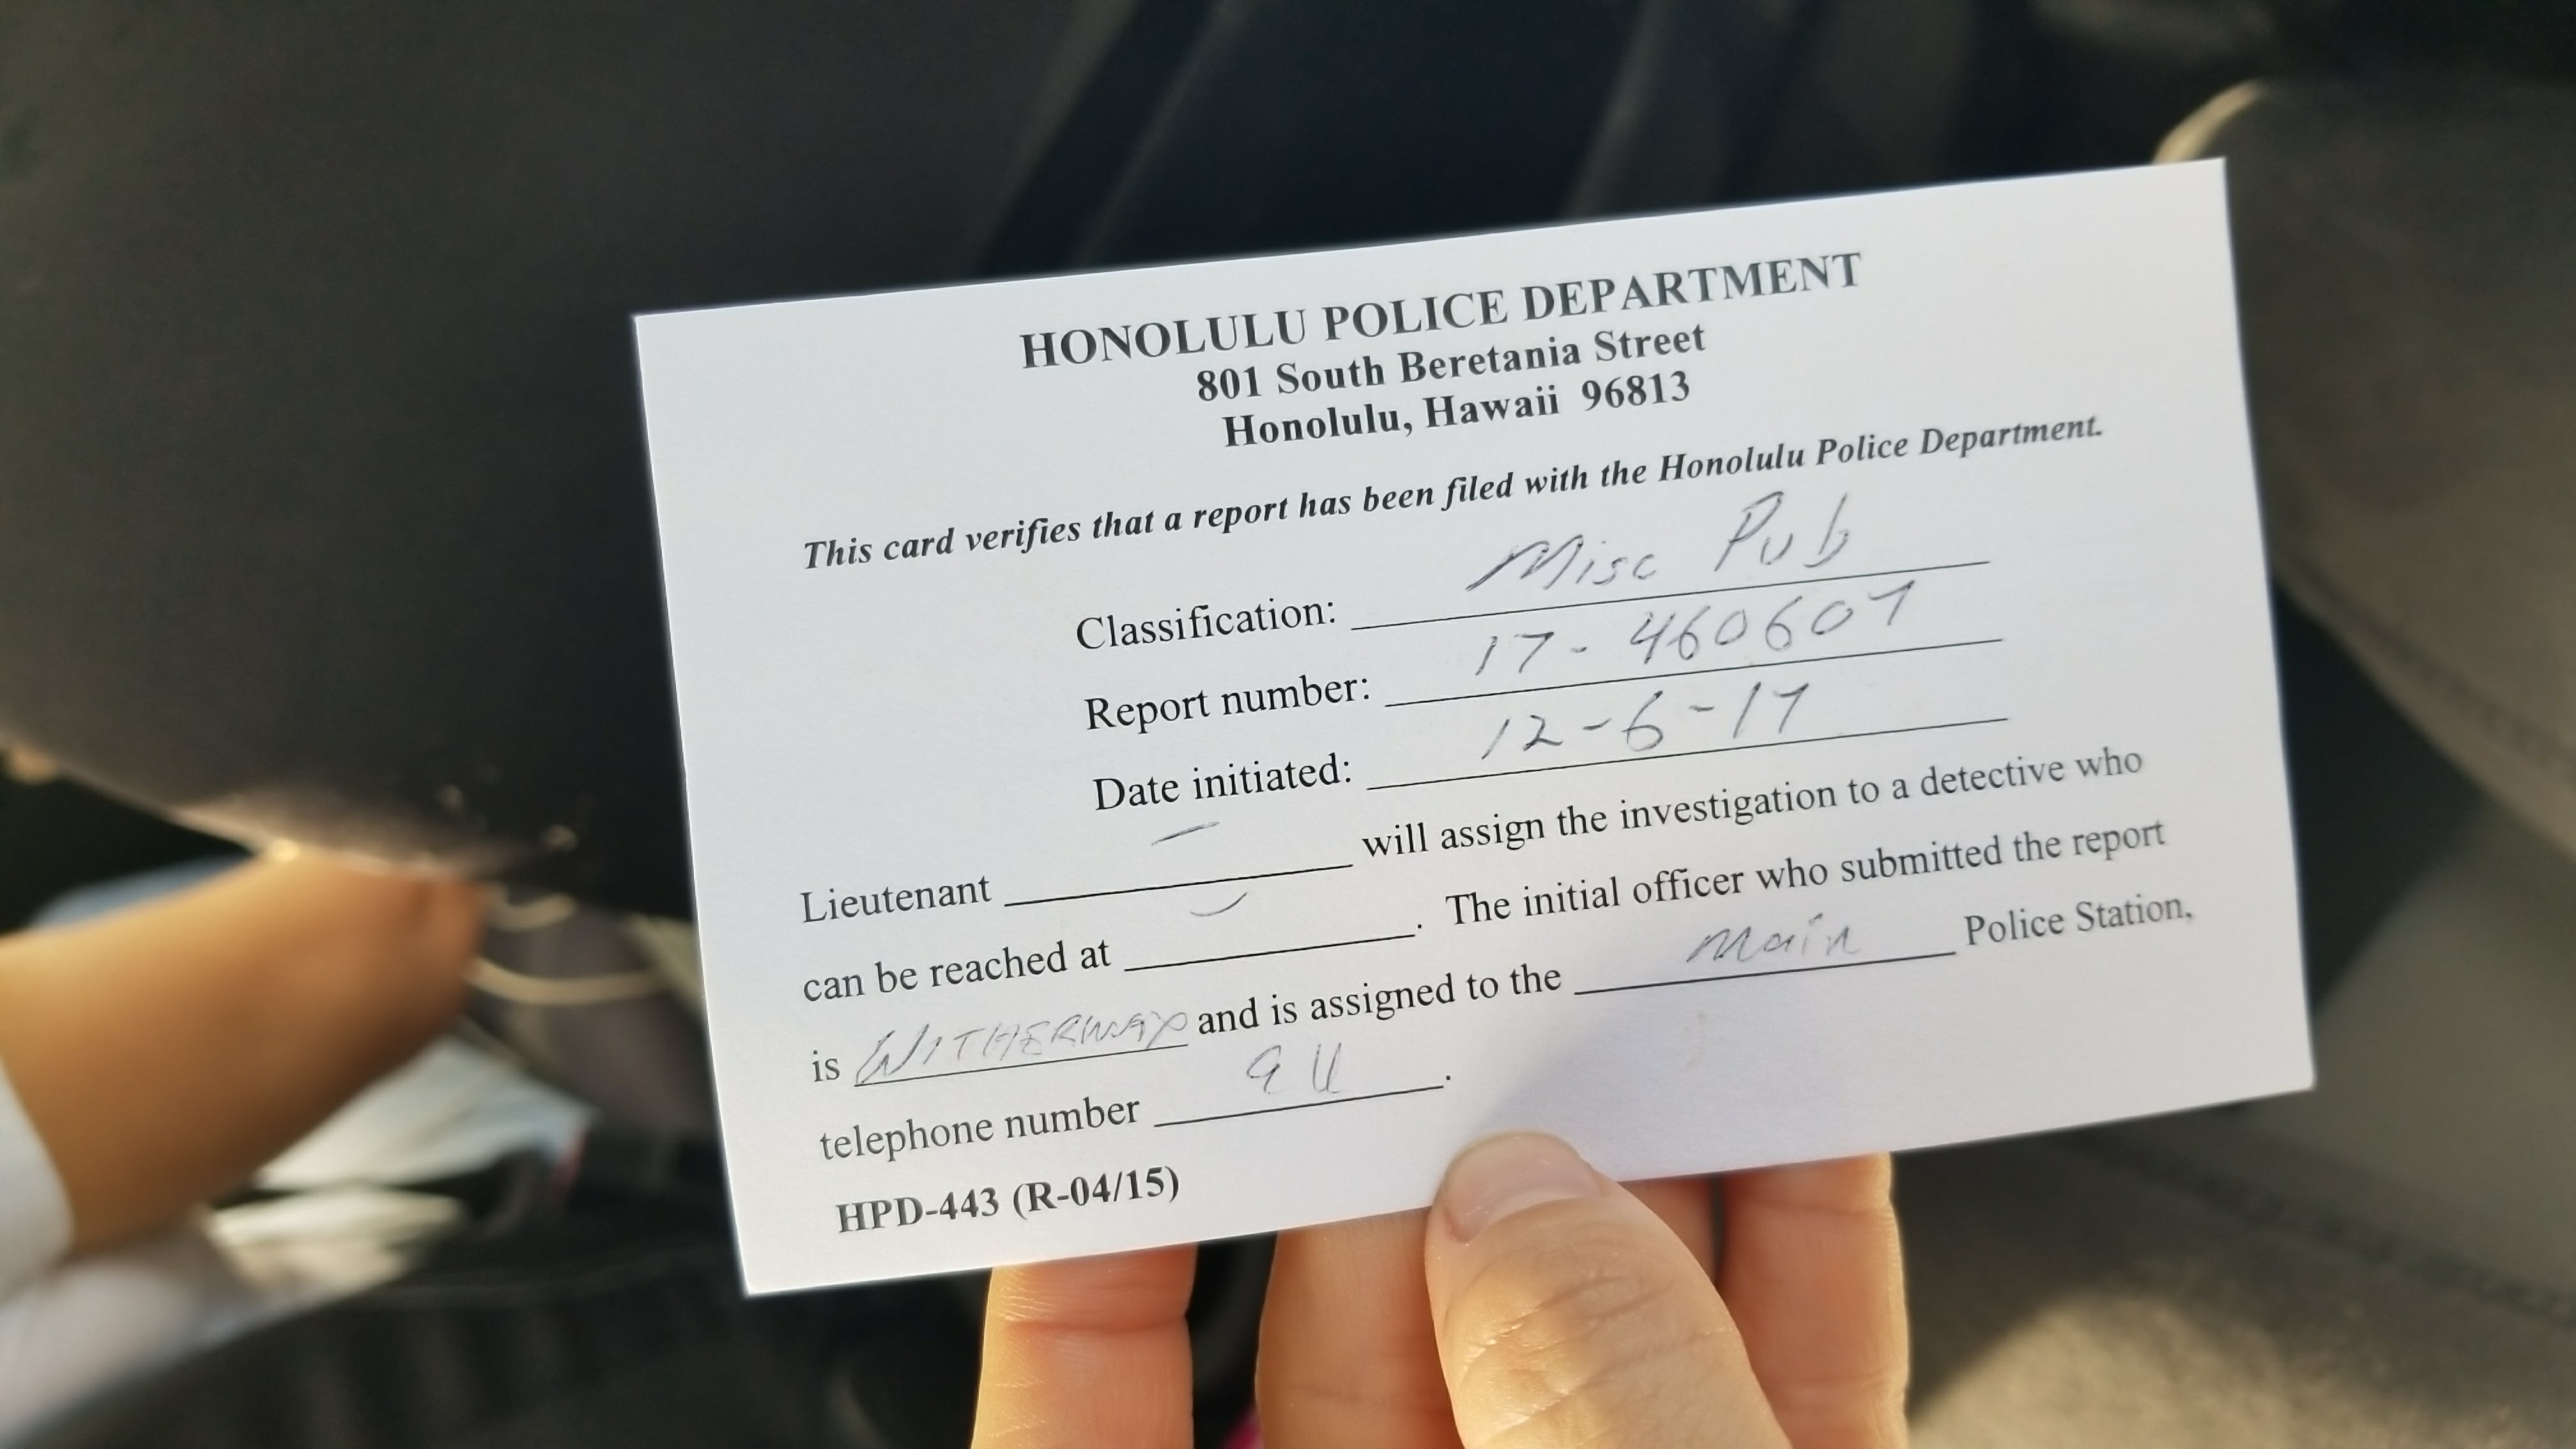 HONOLULU POLICE DEPARTMENT
801 South Beretania Street
Honolulu, Hawaii 96813
This card verifies that a report has been filed with the Honolulu Police Department.
Classification: Misc Pub
Report number: 17-460607
Date initiated: 12-6-17
Lieutenant — will assign the investigation to a detective who
can be reached at — . The initial officer who submitted the report
is WITHERWAX and is assigned to the Main Police Station,
telephone number 911.
HPD-443 (R-04/15)